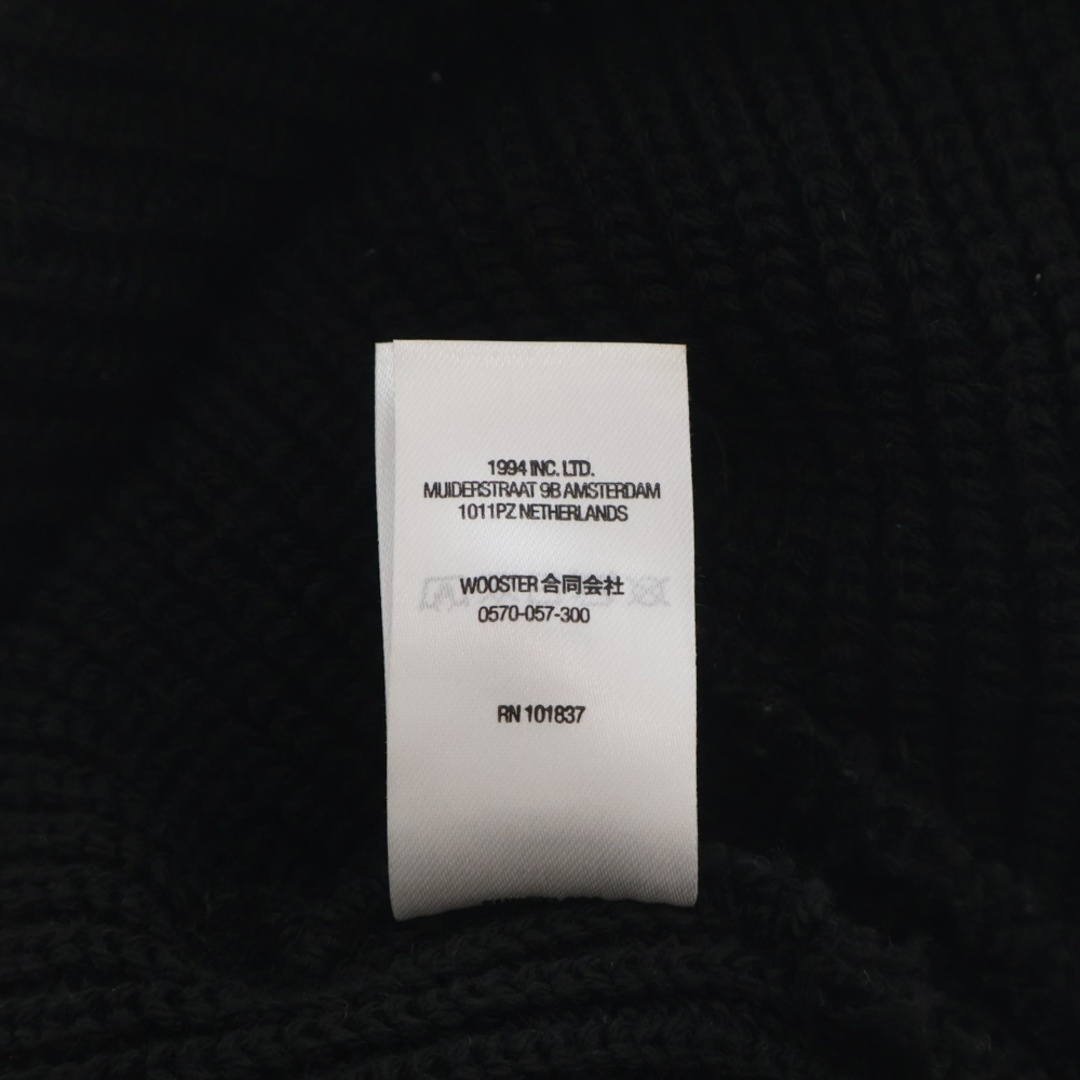 1994 INC. LTD.
MUIDERSTRAAT 9B AMSTERDAM
1011PZ NETHERLANDS
WOOSTER 合同会社
0570-057-300
RN 101837